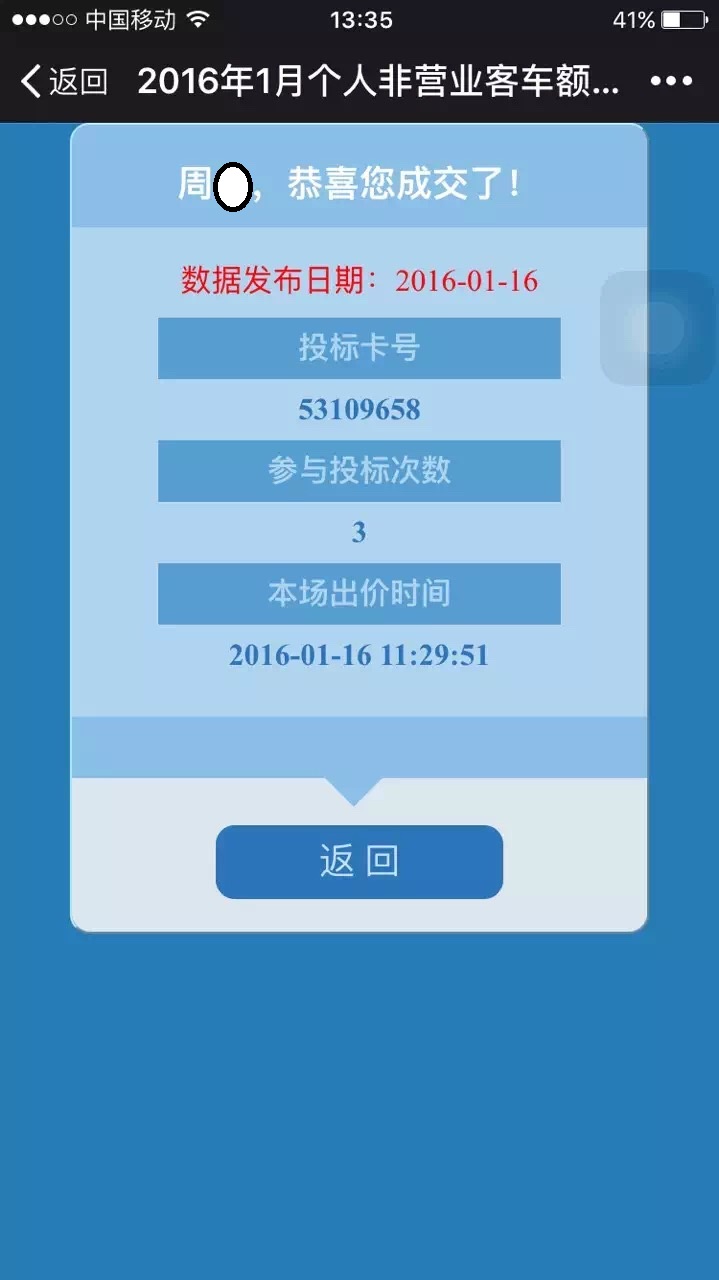 中国移动 13:35 41%
返回 2016年1月个人非营业客车额...
周 ，恭喜您成交了！
数据发布日期：2016-01-16
投标卡号
53109658
参与投标次数
3
本场出价时间
2016-01-16 11:29:51
返 回